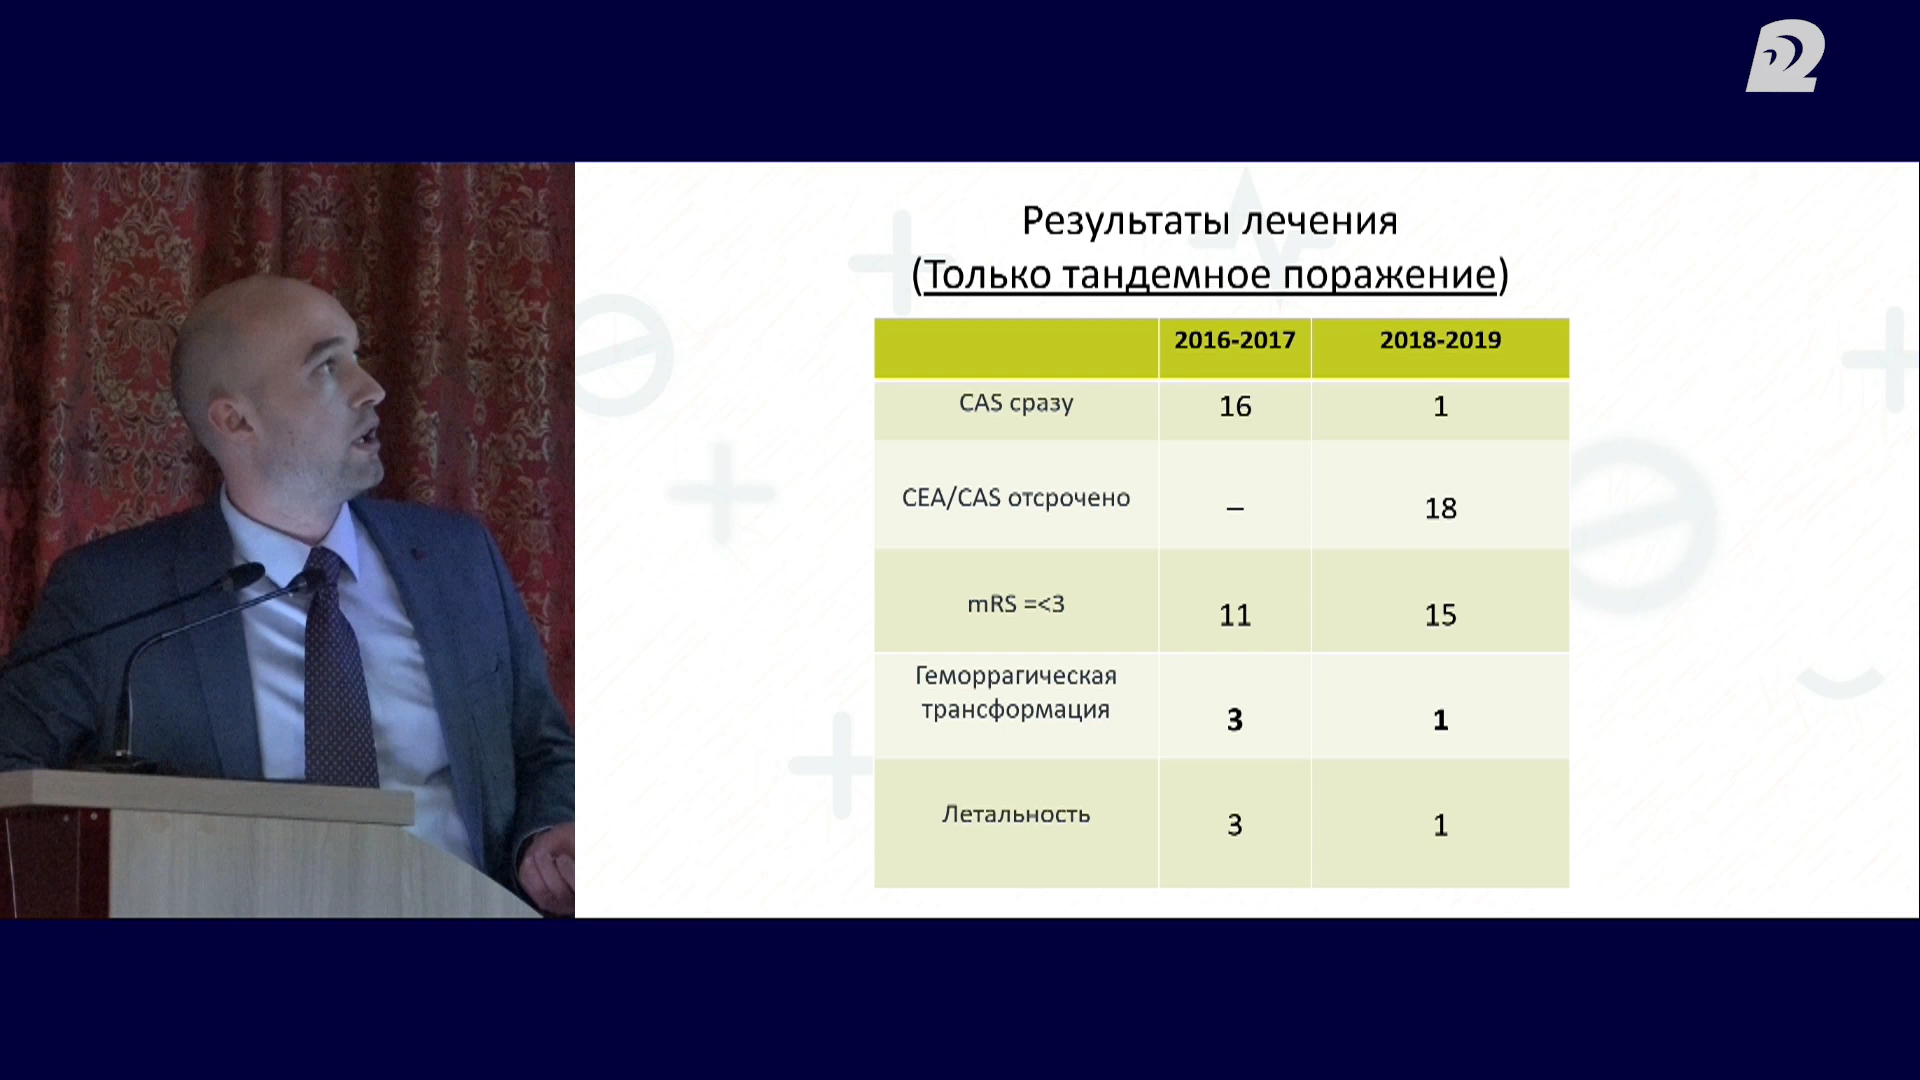 Результаты лечения
(Только тандемное поражение)
2016-2017 2018-2019
CAS сразу 16 1
CEA/CAS отсрочено – 18
mRS =<3 11 15
Геморрагическая
трансформация 3 1
Летальность 3 1